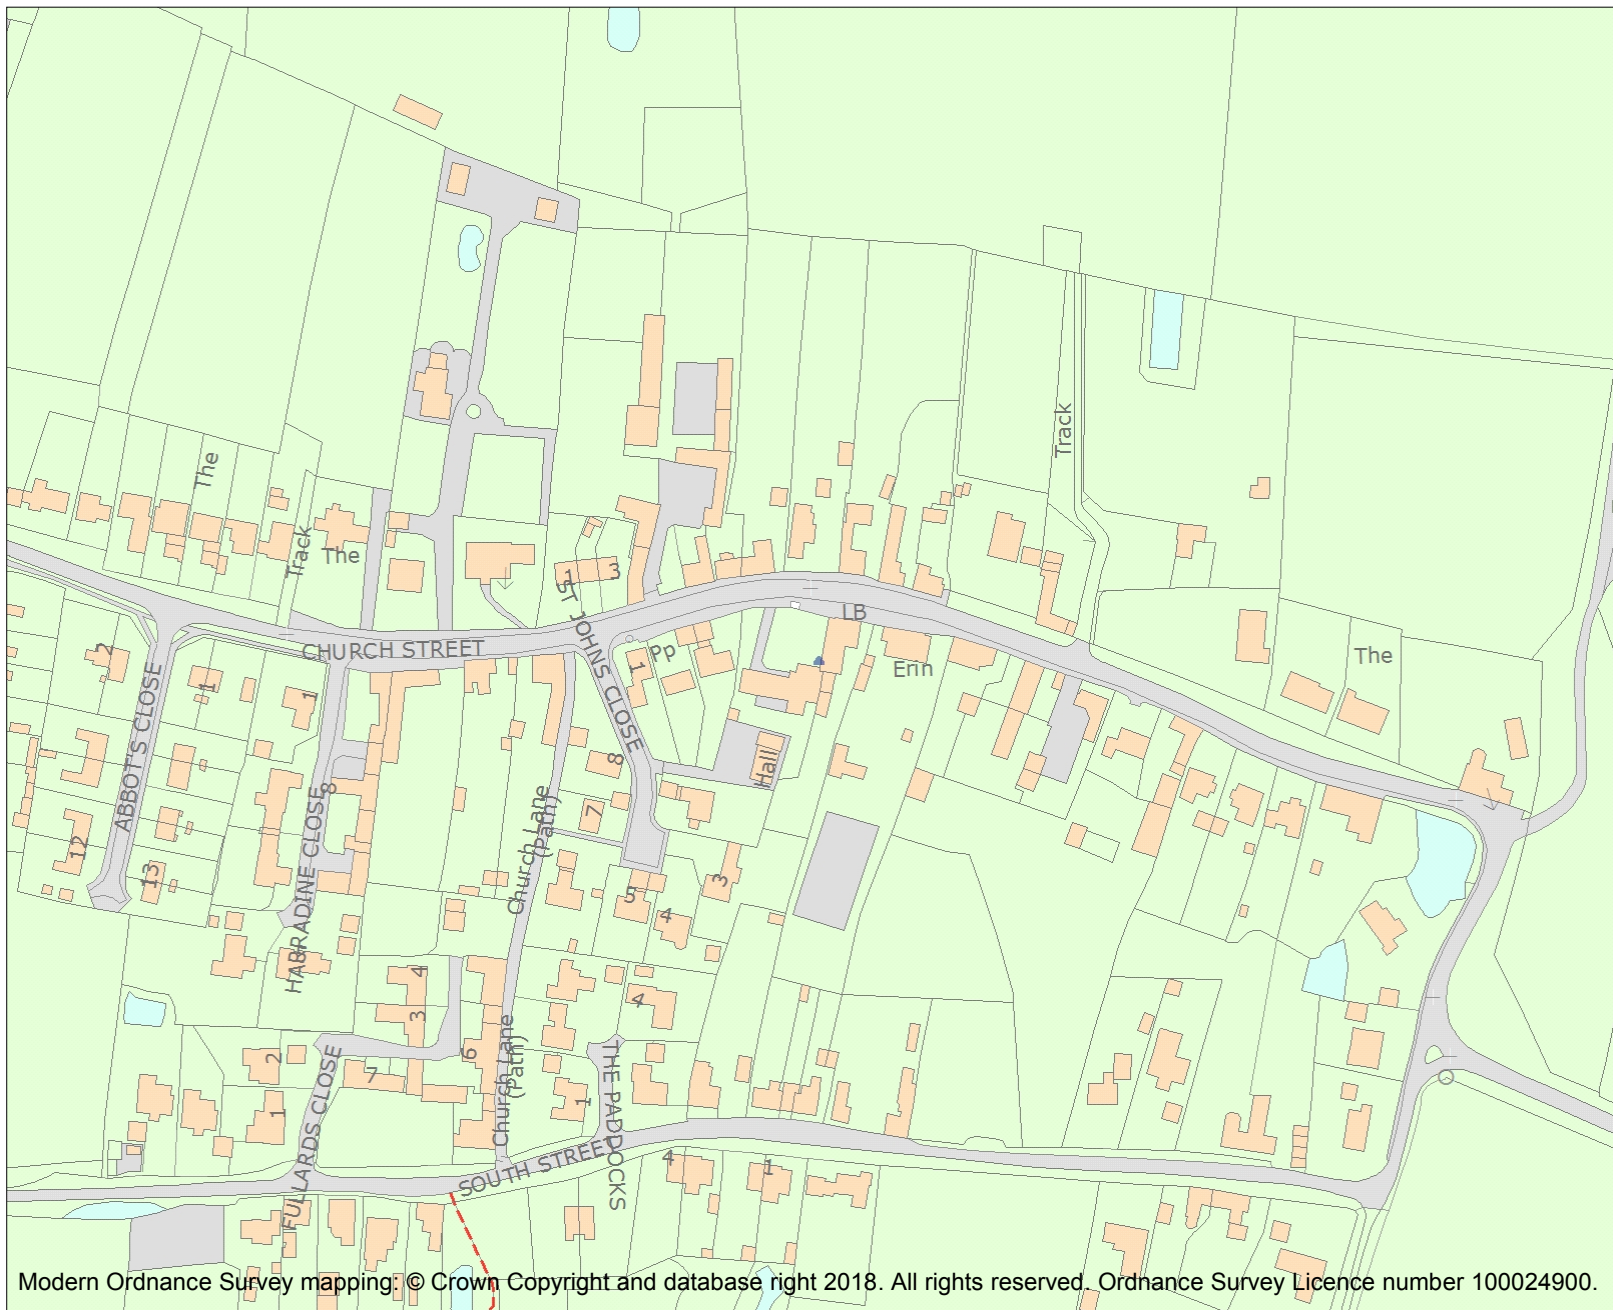 Track
The
Track
The
1
3
ST JOHNS CLOSE
LB
CHURCH STREET
Pp
1
Erin
The
2
1
1
ABBOT'S CLOSE
8
8
Hall
HARRADINE CLOSE
Church Lane
(Path)
7
12
13
3
5
4
4
4
3
6
2
7
FULLARDS CLOSE
Church Lane
(Path)
THE PADDOCKS
1
1
SOUTH STREET
4
1
Modern Ordnance Survey mapping: © Crown Copyright and database right 2018. All rights reserved. Ordnance Survey Licence number 100024900.